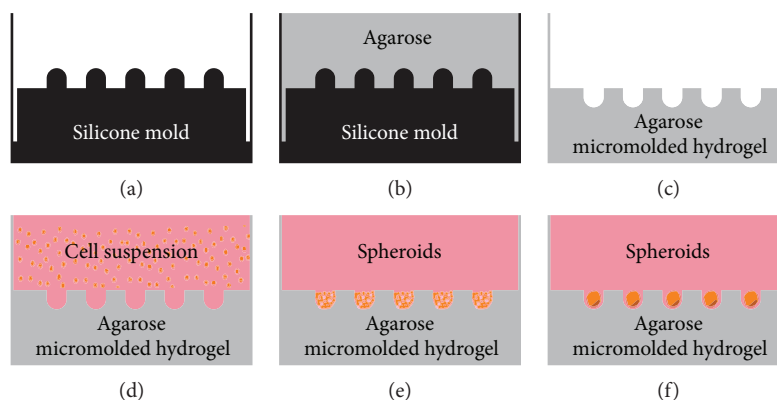 Silicone mold
(a)
Agarose
Silicone mold
(b)
Agarose
micromolded hydrogel
(c)
Cell suspension
Agarose
micromolded hydrogel
(d)
Spheroids
Agarose
micromolded hydrogel
(e)
Spheroids
Agarose
micromolded hydrogel
(f)